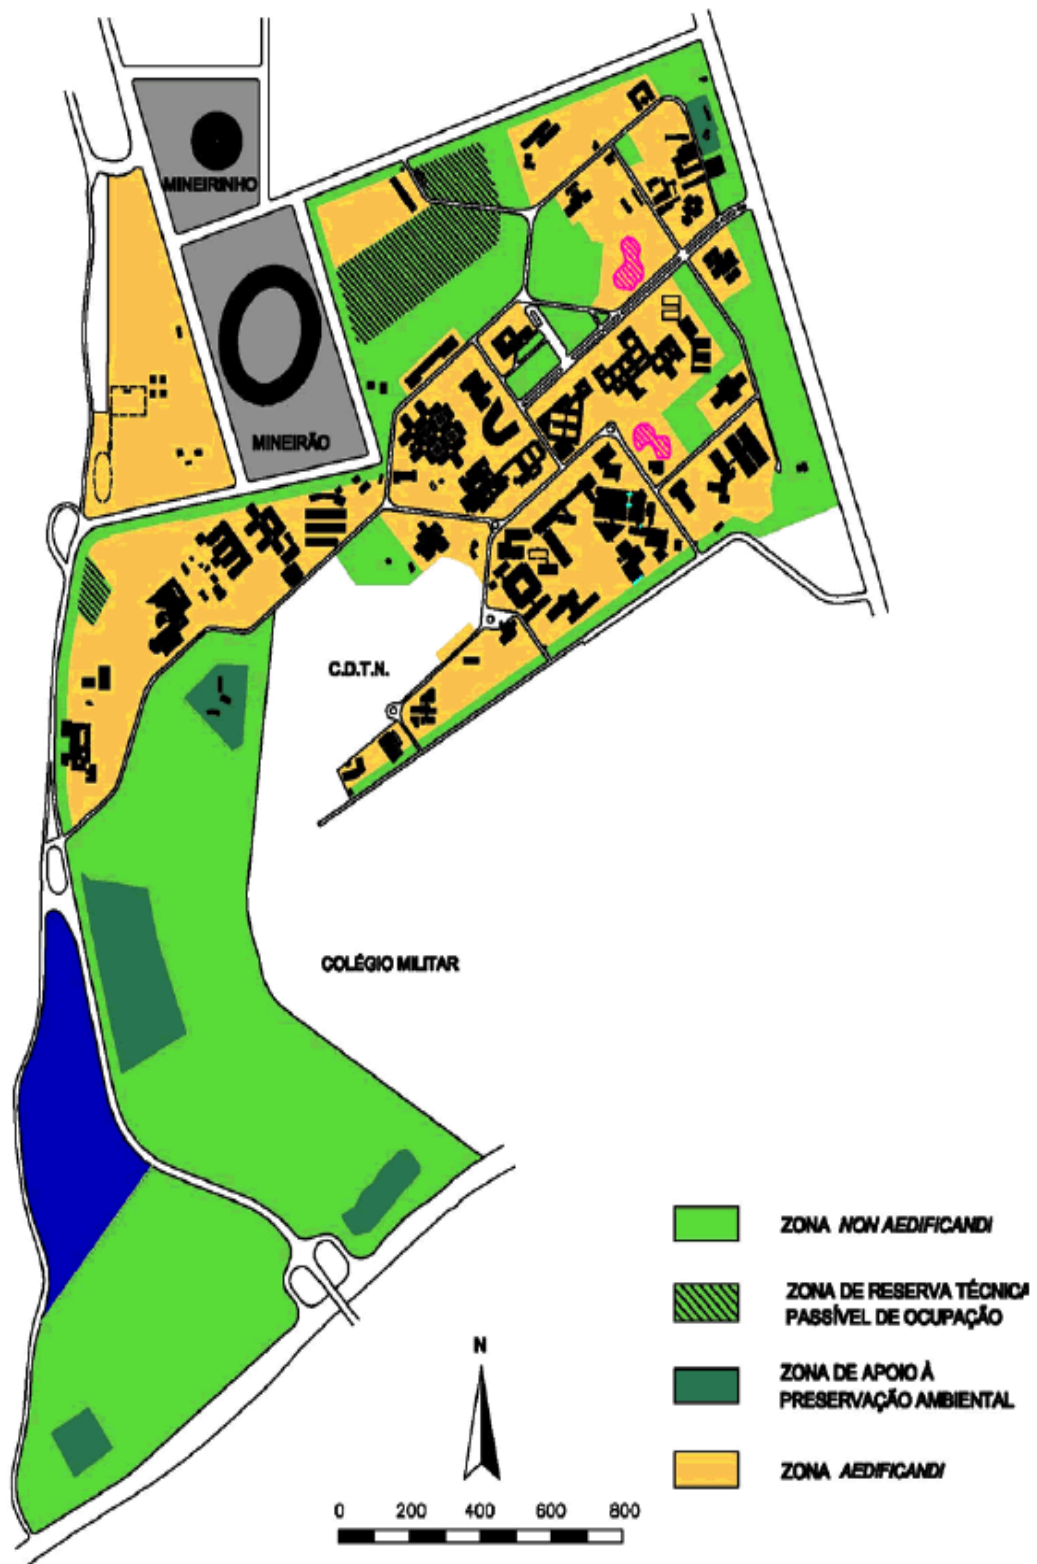 MINEIRINHO
MINEIRÃO
C.D.T.N.
COLÉGIO MILITAR
ZONA NON AEDIFICANDI
ZONA DE RESERVA TÉCNICA
PASSÍVEL DE OCUPAÇÃO
ZONA DE APOIO À
PRESERVAÇÃO AMBIENTAL
ZONA AEDIFICANDI
N
0 200 400 600 800